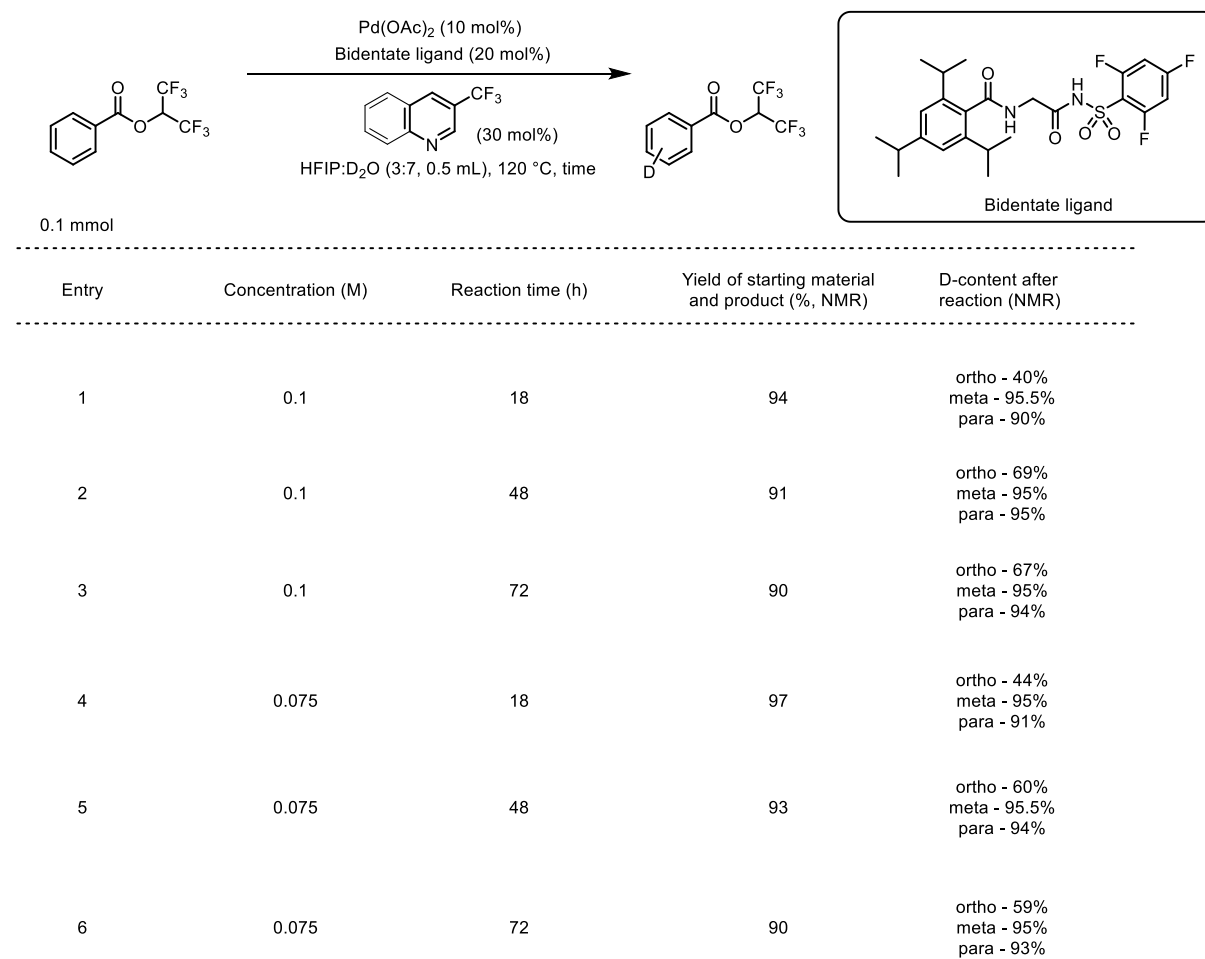 Pd(OAc)2 (10 mol%)
Bidentate ligand (20 mol%)
O
O
CF3
CF3
CF3
N
(30 mol%)
HFIP:D2O (3:7, 0.5 mL), 120 °C, time
O
O
CF3
CF3
D
O
N
H
O
H
N
S
O O
F
F
F
Bidentate ligand
0.1 mmol
Entry Concentration (M) Reaction time (h) Yield of starting material and product (%, NMR) D-content after reaction (NMR)
1 0.1 18 94 ortho - 40%
meta - 95.5%
para - 90%
2 0.1 48 91 ortho - 69%
meta - 95%
para - 95%
3 0.1 72 90 ortho - 67%
meta - 95%
para - 94%
4 0.075 18 97 ortho - 44%
meta - 95%
para - 91%
5 0.075 48 93 ortho - 60%
meta - 95.5%
para - 94%
6 0.075 72 90 ortho - 59%
meta - 95%
para - 93%